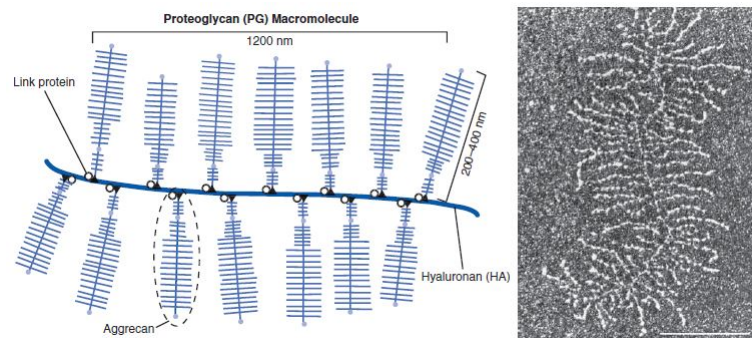 Proteoglycan (PG) Macromolecule
1200 nm
Link protein
200–400 nm
Hyaluronan (HA)
Aggrecan